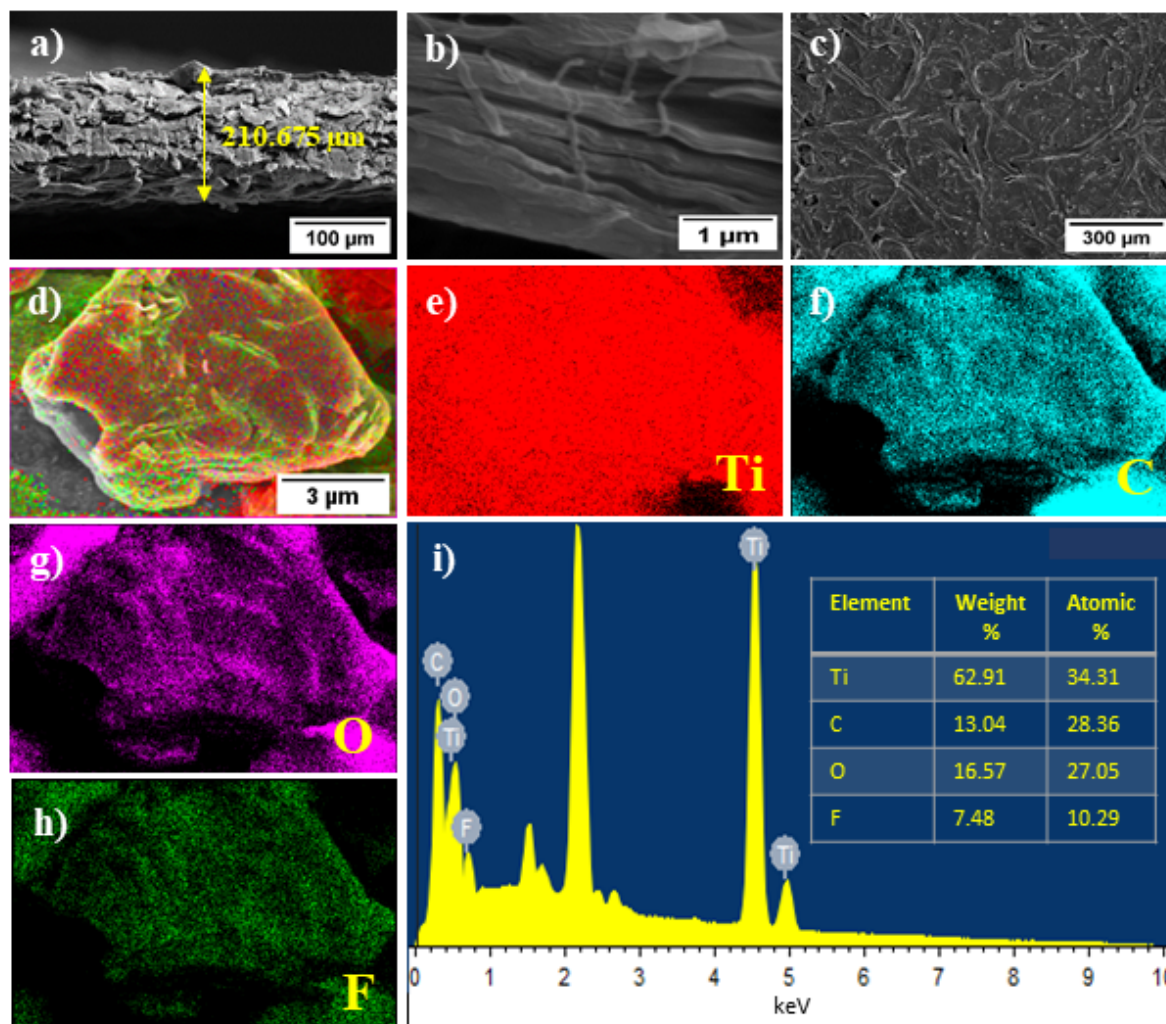 a)
210.675 µm
100 µm
b)
1 µm
c)
300 µm
d)
3 µm
e)
Ti
f)
C
g)
O
h)
F
i)
C
O
Ti
F
Ti
Ti
Element Weight % Atomic %
Ti 62.91 34.31
C 13.04 28.36
O 16.57 27.05
F 7.48 10.29
0 1 2 3 4 5 6 7 8 9 10
keV